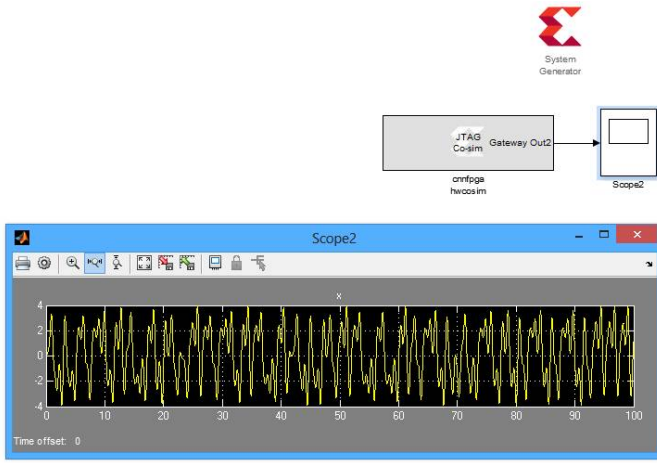 System
Generator
JTAG
Co-sim
Gateway Out2
cnnfpga
hwcosim
Scope2
Scope2
x
4
2
0
-2
-4
0 10 20 30 40 50 60 70 80 90 100
Time offset: 0